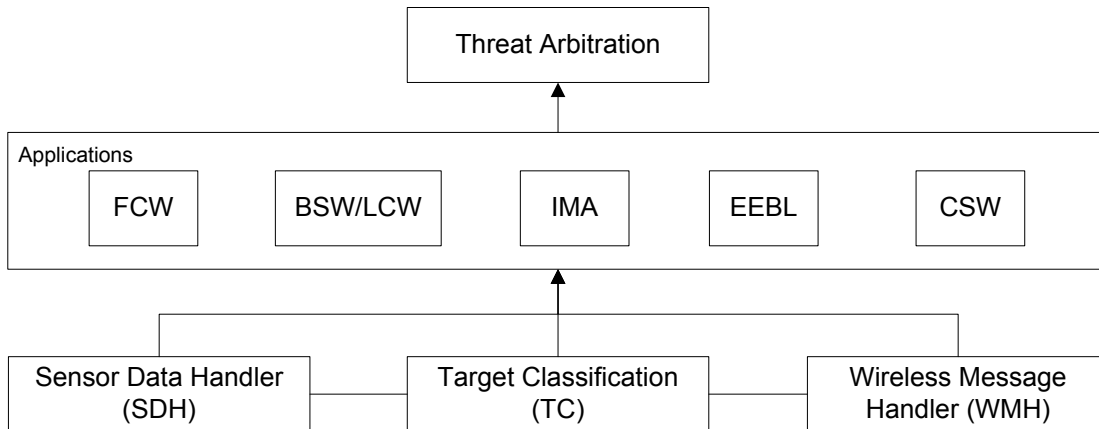 Threat Arbitration
Applications
FCW
BSW/LCW
IMA
EEBL
CSW
Sensor Data Handler
(SDH)
Target Classification
(TC)
Wireless Message
Handler (WMH)